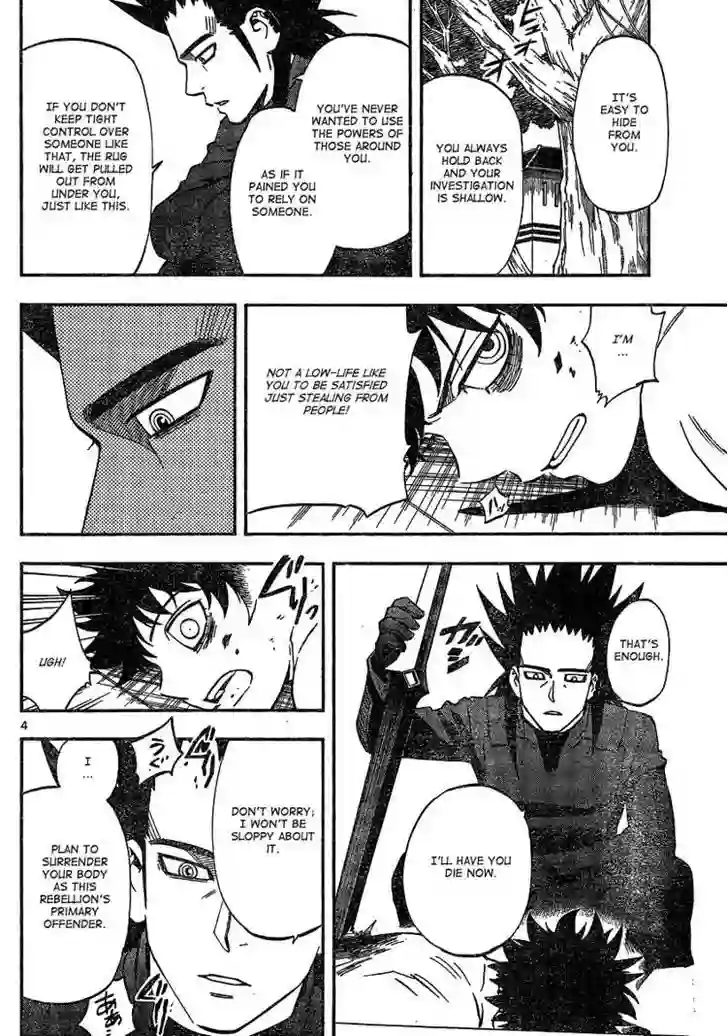 IT'S
EASY TO
HIDE
FROM
YOU.
YOU ALWAYS
HOLD BACK
AND YOUR
INVESTIGATION
IS SHALLOW.
YOU'VE NEVER
WANTED TO USE
THE POWERS OF
THOSE AROUND
YOU.
AS IF IT
PAINED YOU
TO RELY ON
SOMEONE.
IF YOU DON'T
KEEP TIGHT
CONTROL OVER
SOMEONE LIKE
THAT, THE RUG
WILL GET PULLED
OUT FROM
UNDER YOU,
JUST LIKE THIS.
I'M
...
NOT A LOW-LIFE LIKE
YOU TO BE SATISFIED
JUST STEALING FROM
PEOPLE!
THAT'S
ENOUGH.
I'LL HAVE YOU
DIE NOW.
UGH!
4
DON'T WORRY;
I WON'T BE
SLOPPY ABOUT
IT.
I
...
PLAN TO
SURRENDER
YOUR BODY
AS THIS
REBELLION'S
PRIMARY
OFFENDER.